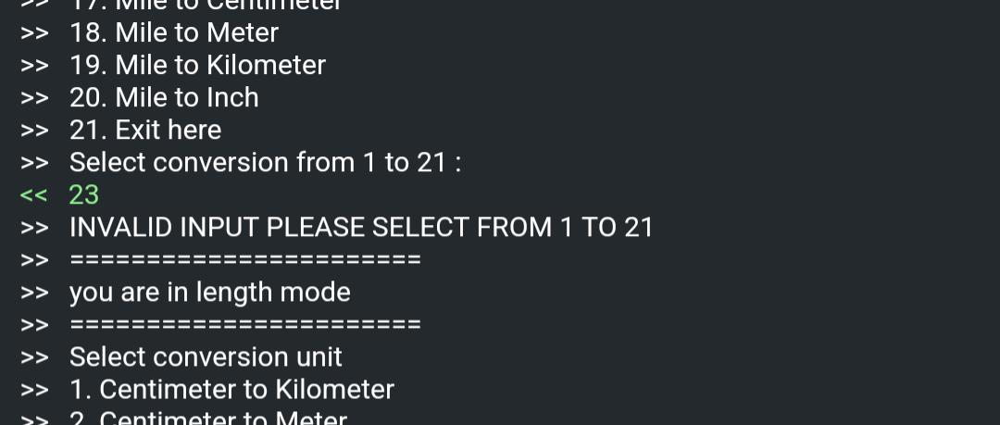 >> 17. Mile to Centimeter
>> 18. Mile to Meter
>> 19. Mile to Kilometer
>> 20. Mile to Inch
>> 21. Exit here
>> Select conversion from 1 to 21 :
<< 23
>> INVALID INPUT PLEASE SELECT FROM 1 TO 21
>> =======================
>> you are in length mode
>> =======================
>> Select conversion unit
>> 1. Centimeter to Kilometer
>> 2. Centimeter to Meter